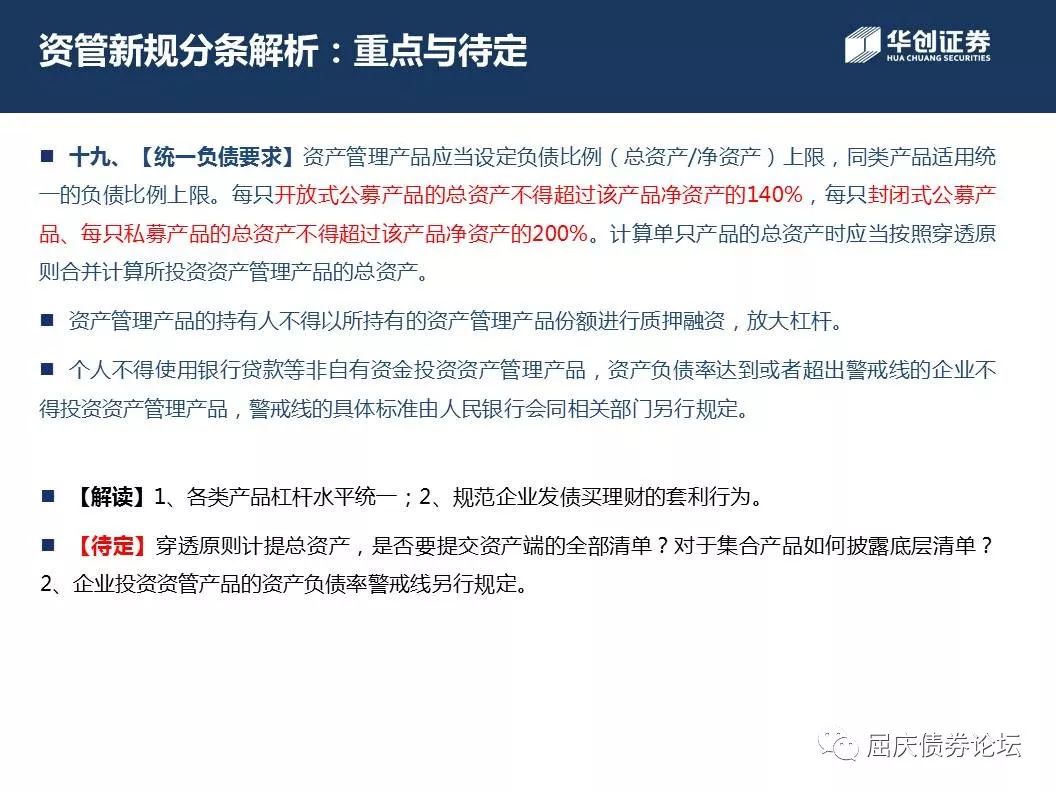 资管新规分条解析：重点与待定
华创证券
HUA CHUANG SECURITIES
■ 十九、【统一负债要求】资产管理产品应当设定负债比例（总资产/净资产）上限，同类产品适用统
一的负债比例上限。每只开放式公募产品的总资产不得超过该产品净资产的140%，每只封闭式公募产
品、每只私募产品的总资产不得超过该产品净资产的200%。计算单只产品的总资产时应当按照穿透原
则合并计算所投资资产管理产品的总资产。
■ 资产管理产品的持有人不得以所持有的资产管理产品份额进行质押融资，放大杠杆。
■ 个人不得使用银行贷款等非自有资金投资资产管理产品，资产负债率达到或者超出警戒线的企业不
得投资资产管理产品，警戒线的具体标准由人民银行会同相关部门另行规定。
■ 【解读】1、各类产品杠杆水平统一；2、规范企业发债买理财的套利行为。
■ 【待定】穿透原则计提总资产，是否要提交资产端的全部清单？对于集合产品如何披露底层清单？
2、企业投资资管产品的资产负债率警戒线另行规定。
屈庆债券论坛